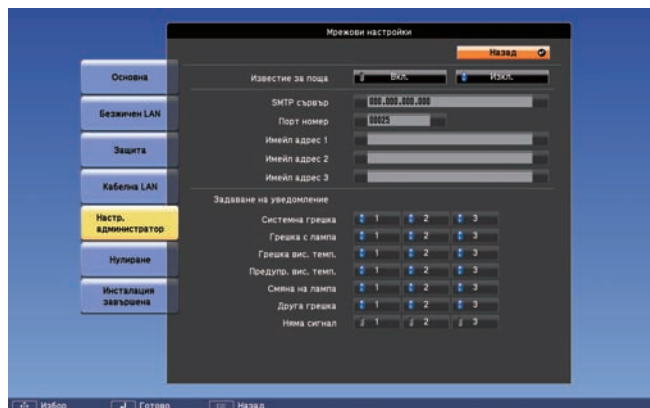 Мрежови настройки
Назад
Основна
Безжичен LAN
Защита
Кабелна LAN
Настр.
администратор
Нулиране
Инсталация
завършена
Известие за поща Вкл. Изкл.
SMTP сървър 000.000.000.000
Порт номер 00025
Имейл адрес 1
Имейл адрес 2
Имейл адрес 3
Задаване на уведомление
Системна грешка 1 2 3
Грешка с лампа 1 2 3
Грешка вис. темп. 1 2 3
Предупр. вис. темп. 1 2 3
Смяна на лампа 1 2 3
Друга грешка 1 2 3
Няма сигнал 1 2 3
Избор Готово Назад